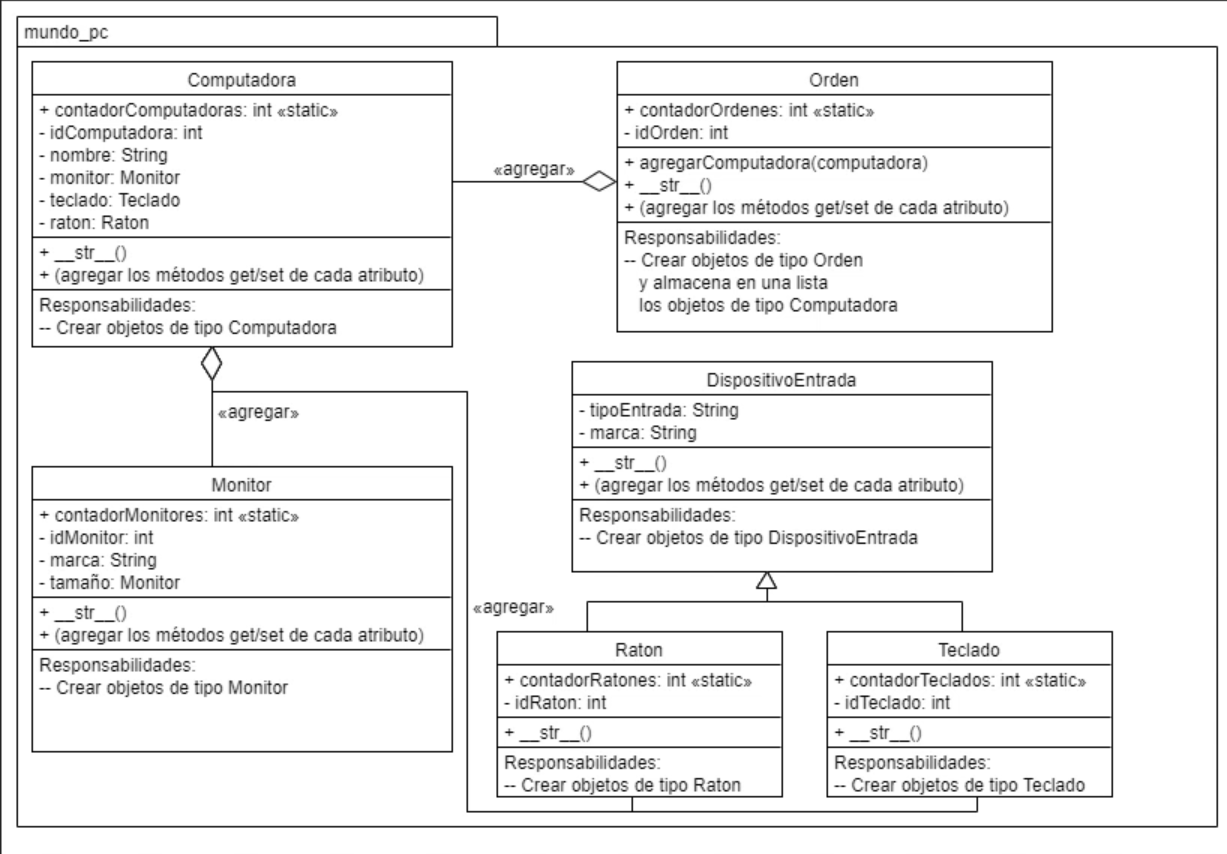 mundo_pc
Computadora
+ contadorComputadoras: int «static»
- idComputadora: int
- nombre: String
- monitor: Monitor
- teclado: Teclado
- raton: Raton
+ __str__()
+ (agregar los métodos get/set de cada atributo)
Responsabilidades:
-- Crear objetos de tipo Computadora
«agregar»
Orden
+ contadorOrdenes: int «static»
- idOrden: int
+ agregarComputadora(computadora)
+ __str__()
+ (agregar los métodos get/set de cada atributo)
Responsabilidades:
-- Crear objetos de tipo Orden
y almacena en una lista
los objetos de tipo Computadora
«agregar»
Monitor
+ contadorMonitores: int «static»
- idMonitor: int
- marca: String
- tamaño: Monitor
+ __str__()
+ (agregar los métodos get/set de cada atributo)
Responsabilidades:
-- Crear objetos de tipo Monitor
DispositivoEntrada
- tipoEntrada: String
- marca: String
+ __str__()
+ (agregar los métodos get/set de cada atributo)
Responsabilidades:
-- Crear objetos de tipo DispositivoEntrada
«agregar»
Raton
+ contadorRatones: int «static»
- idRaton: int
+ __str__()
Responsabilidades:
-- Crear objetos de tipo Raton
Teclado
+ contadorTeclados: int «static»
- idTeclado: int
+ __str__()
Responsabilidades:
-- Crear objetos de tipo Teclado